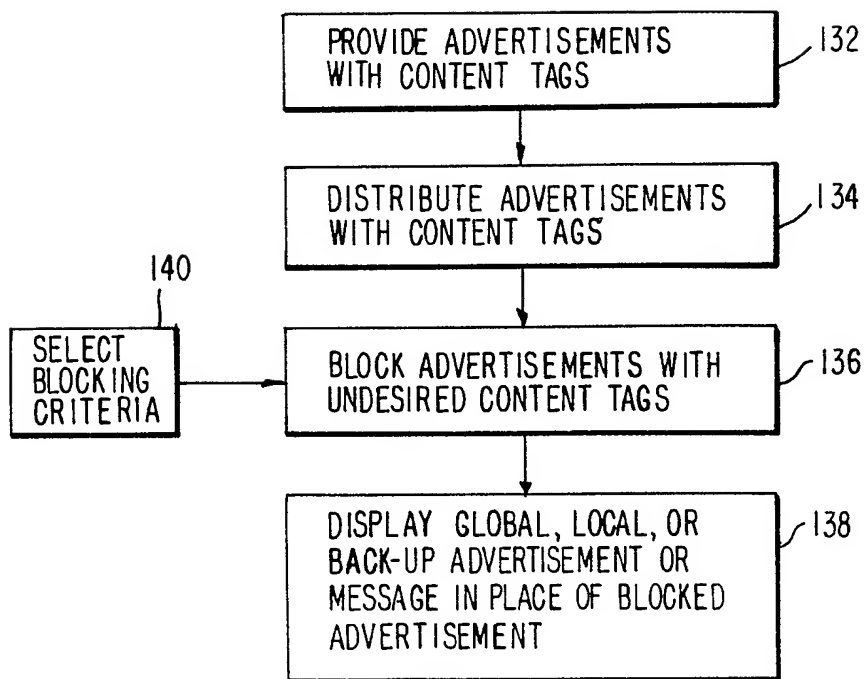 PROVIDE ADVERTISEMENTS
WITH CONTENT TAGS
132
DISTRIBUTE ADVERTISEMENTS
WITH CONTENT TAGS
134
140
SELECT
BLOCKING
CRITERIA
BLOCK ADVERTISEMENTS WITH
UNDESIRED CONTENT TAGS
136
DISPLAY GLOBAL, LOCAL, OR
BACK-UP ADVERTISEMENT OR
MESSAGE IN PLACE OF BLOCKED
ADVERTISEMENT
138